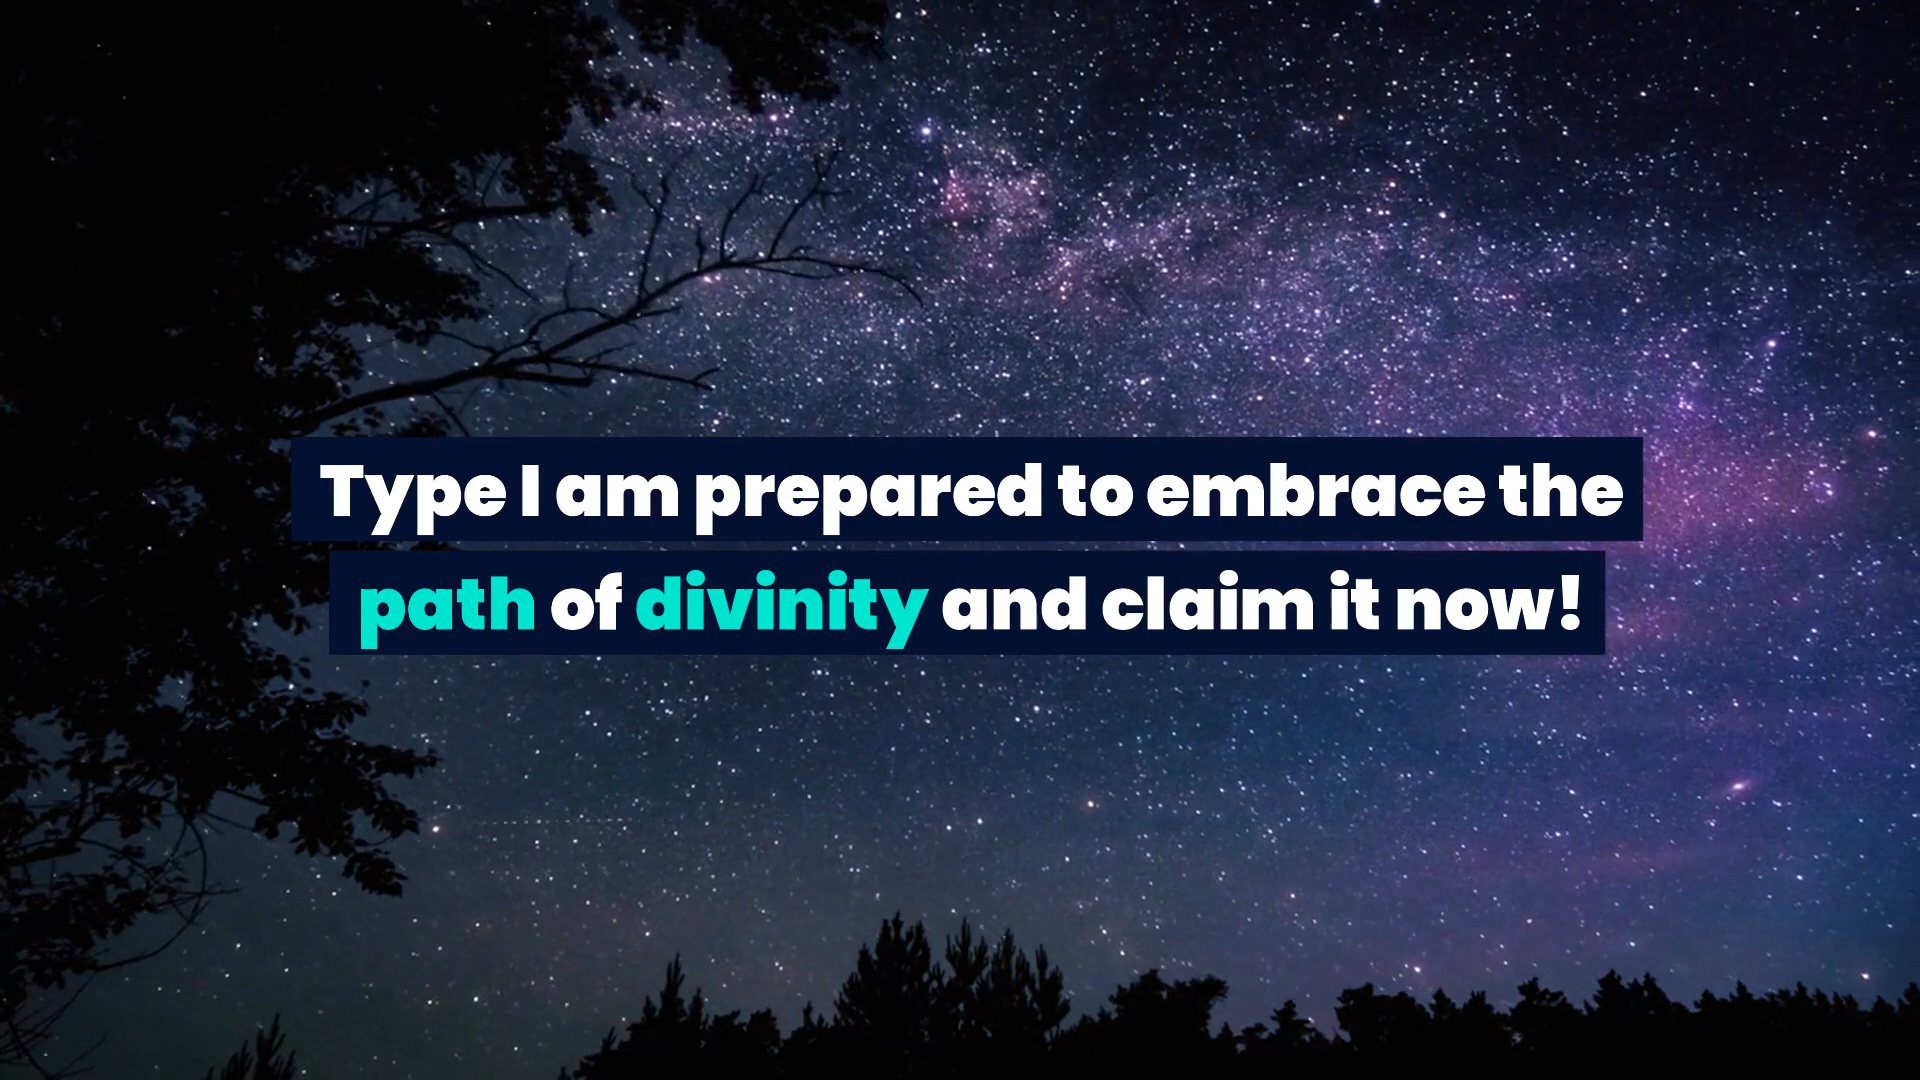 Type I am prepared to embrace the
path of divinity and claim it now!